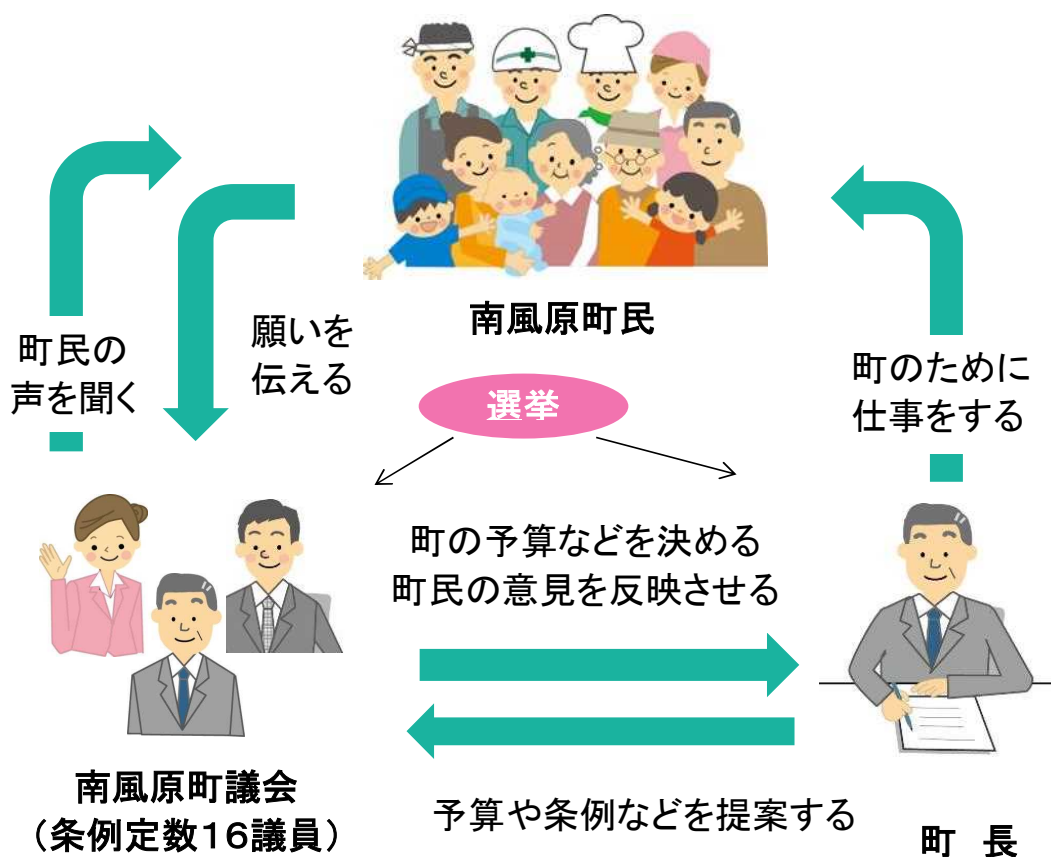 南風原町民
町民の
声を聞く
願いを
伝える
選挙
町のために
仕事をする
町の予算などを決める
町民の意見を反映させる
南風原町議会
（条例定数１６議員）
予算や条例などを提案する
町　長